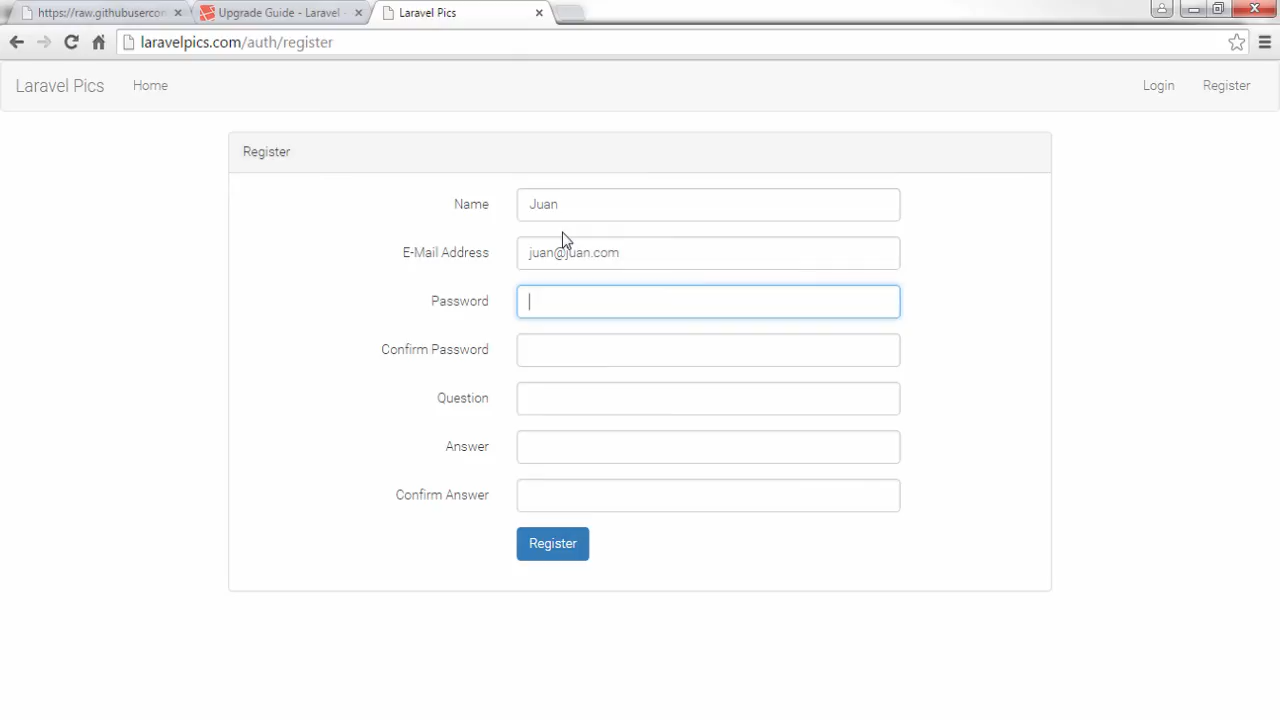 https://raw.githubusercon
Upgrade Guide - Laravel -
Laravel Pics
laravelpics.com/auth/register
Laravel Pics
Home
Login
Register
Register
Name
Juan
E-Mail Address
juan@juan.com
Password
Confirm Password
Question
Answer
Confirm Answer
Register